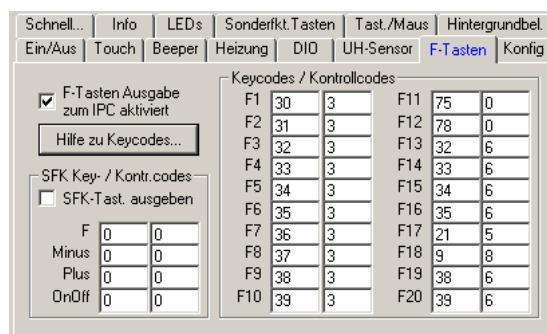 Schnell... Info LEDs Sonderfkt.Tasten Tast./Maus Hintergrundbel.
Ein/Aus Touch Beeper Heizung DIO UH-Sensor F-Tasten Konfig
F-Tasten Ausgabe
zum IPC aktiviert
Hilfe zu Keycodes...
SFK Key- / Kontr.codes
SFK-Tast. ausgeben
F 0 0
Minus 0 0
Plus 0 0
OnOff 0 0
Keycodes / Kontrollcodes
F1 30 3 F11 75 0
F2 31 3 F12 78 0
F3 32 3 F13 32 6
F4 33 3 F14 33 6
F5 34 3 F15 34 6
F6 35 3 F16 35 6
F7 36 3 F17 21 5
F8 37 3 F18 9 8
F9 38 3 F19 38 6
F10 39 3 F20 39 6